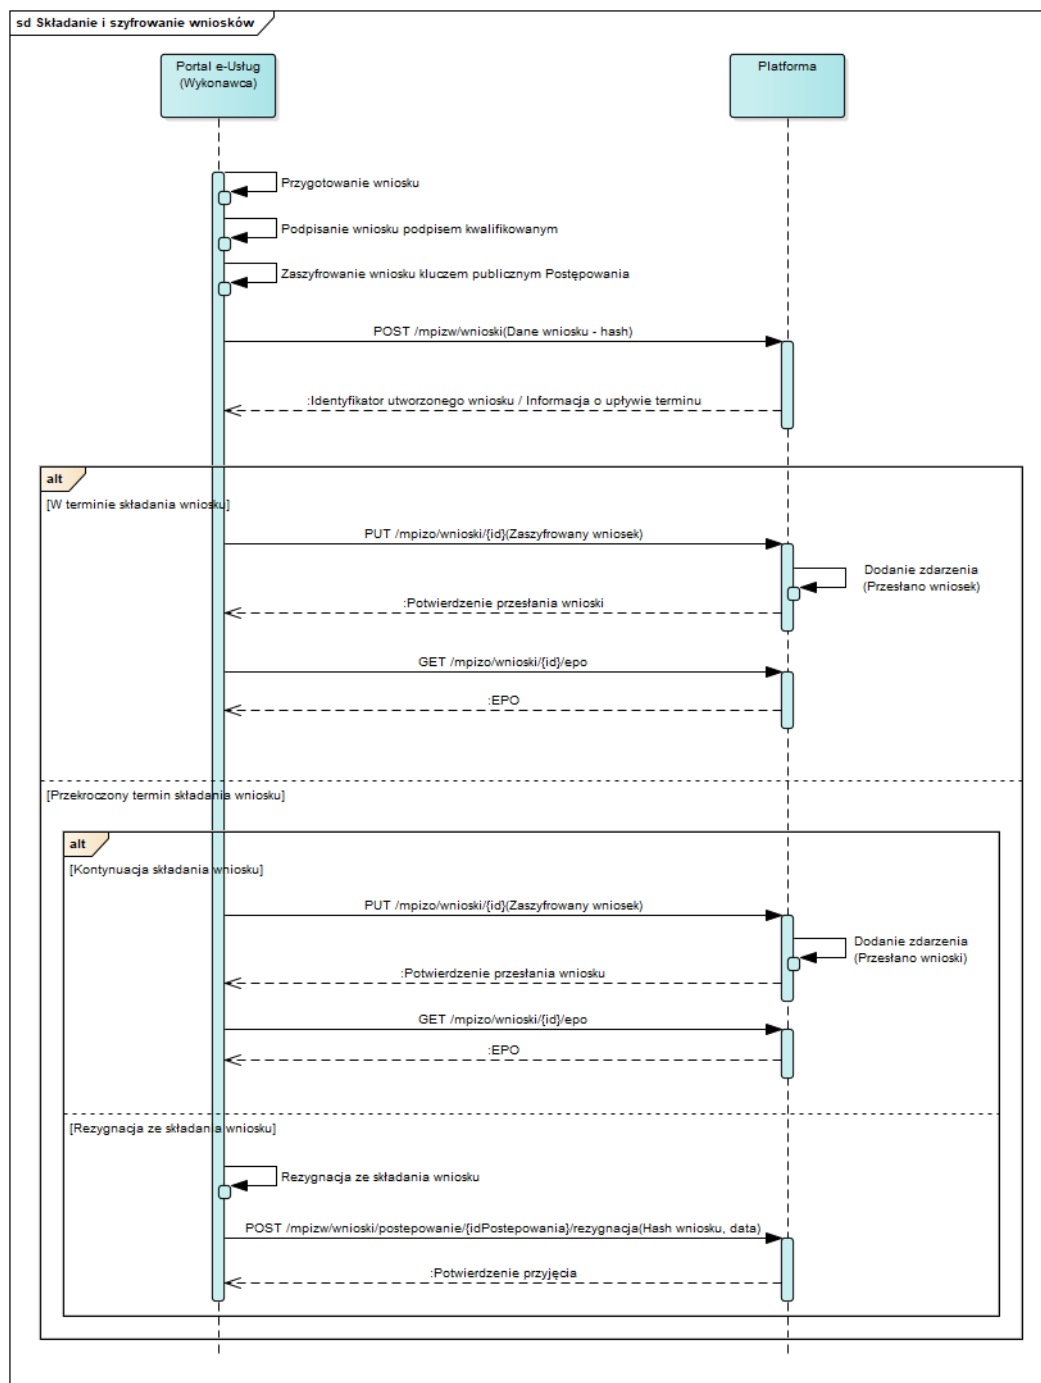 sd Składanie i szyfrowanie wniosków
Portal e-Usług
(Wykonawca)
Platforma
Przygotowanie wniosku
Podpisanie wniosku podpisem kwalifikowanym
Zaszyfrowanie wniosku kluczem publicznym Postępowania
POST /mpizw/wnioski(Dane wniosku - hash)
:Identyfikator utworzonego wniosku / Informacja o upływie terminu
alt
[W terminie składania wniosku]
PUT /mpizo/wnioski/{id}(Zaszyfrowany wniosek)
Dodanie zdarzenia
(Przesłano wniosek)
:Potwierdzenie przesłania wnioski
GET /mpizo/wnioski/{id}/epo
:EPO
[Przekroczony termin składania wniosku]
alt
[Kontynuacja składania wniosku]
PUT /mpizo/wnioski/{id}(Zaszyfrowany wniosek)
Dodanie zdarzenia
(Przesłano wnioski)
:Potwierdzenie przesłania wniosku
GET /mpizo/wnioski/{id}/epo
:EPO
[Rezygnacja ze składania wniosku]
Rezygnacja ze składania wniosku
POST /mpizw/wnioski/postepowanie/{idPostepowania}/rezygnacja(Hash wniosku, data)
:Potwierdzenie przyjęcia